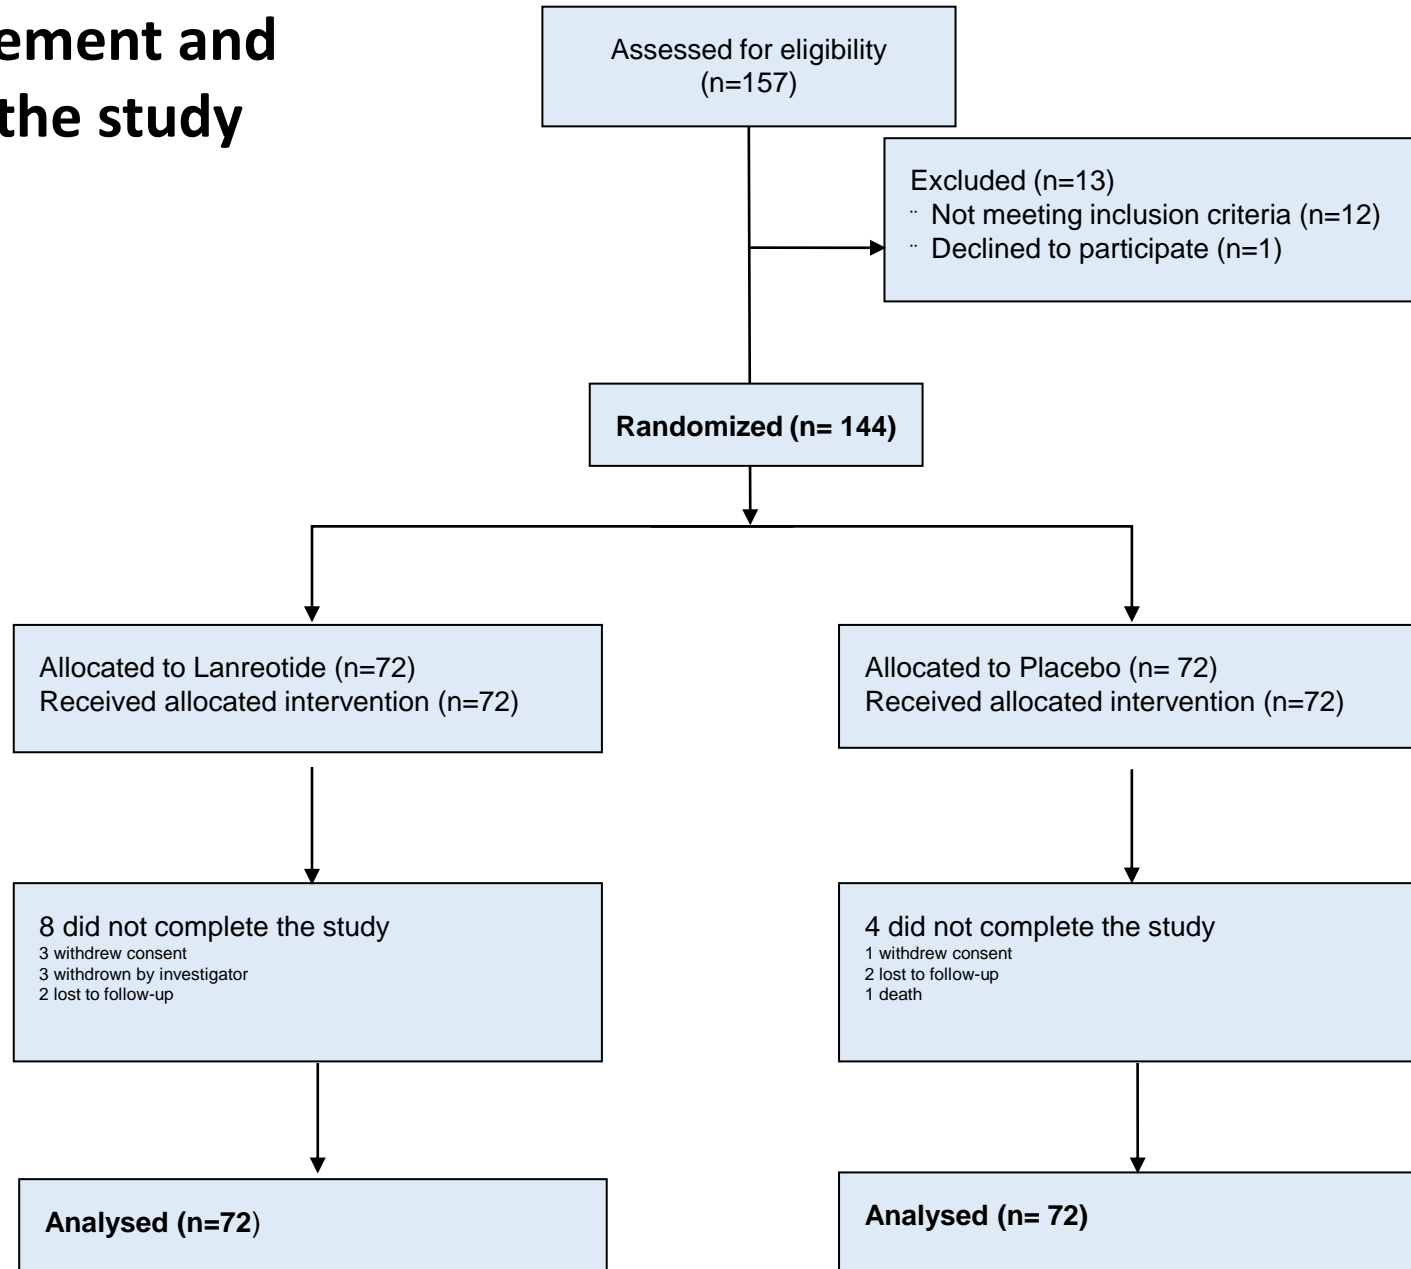 ement and
the study
Assessed for eligibility
(n=157)
Excluded (n=13)
¨ Not meeting inclusion criteria (n=12)
¨ Declined to participate (n=1)
Randomized (n= 144)
Allocated to Lanreotide (n=72)
Received allocated intervention (n=72)
Allocated to Placebo (n= 72)
Received allocated intervention (n=72)
8 did not complete the study
3 withdrew consent
3 withdrown by investigator
2 lost to follow-up
4 did not complete the study
1 withdrew consent
2 lost to follow-up
1 death
Analysed (n=72)
Analysed (n= 72)